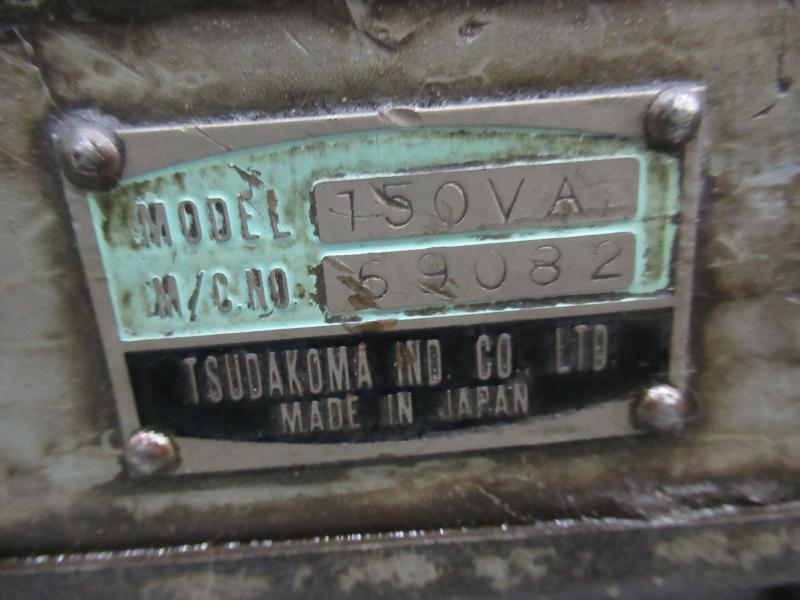 MODEL 150VA
M/C.NO. 69082
TSUDAKOMA IND. CO., LTD.
MADE IN JAPAN